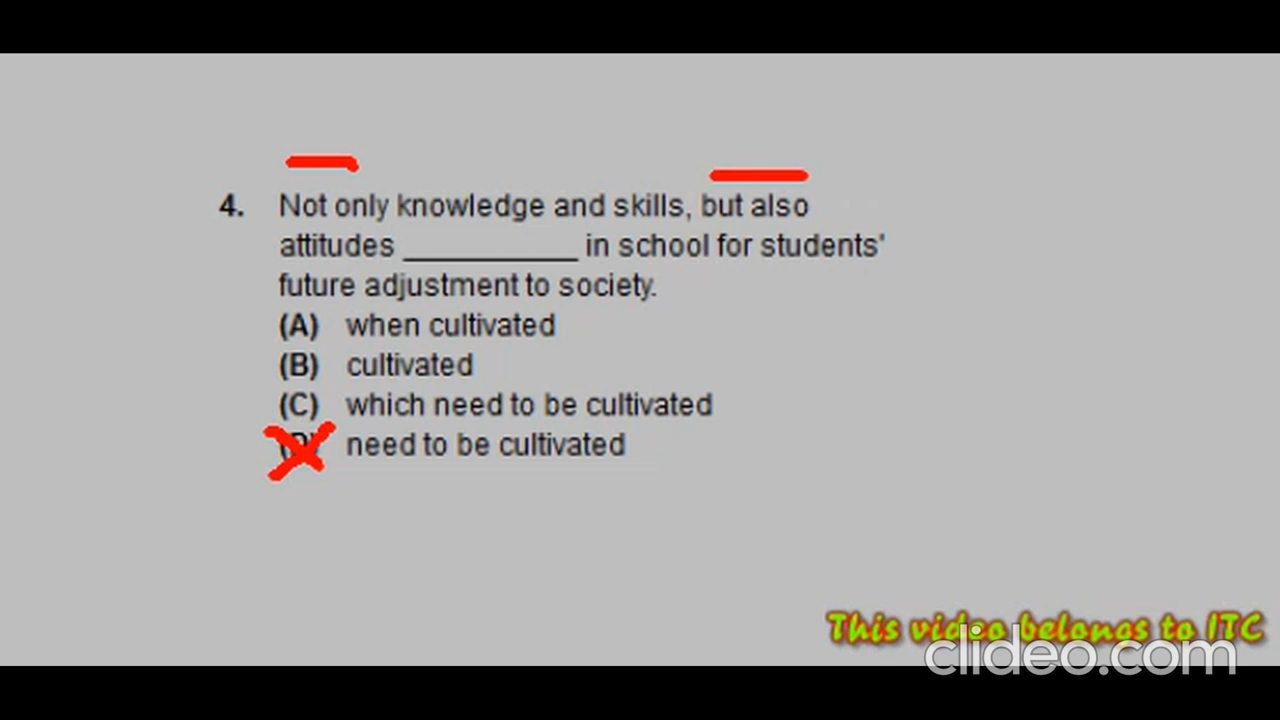 4. Not only knowledge and skills, but also
attitudes __________ in school for students'
future adjustment to society.
(A) when cultivated
(B) cultivated
(C) which need to be cultivated
(D) need to be cultivated
This video belongs to ITC
clideo.com